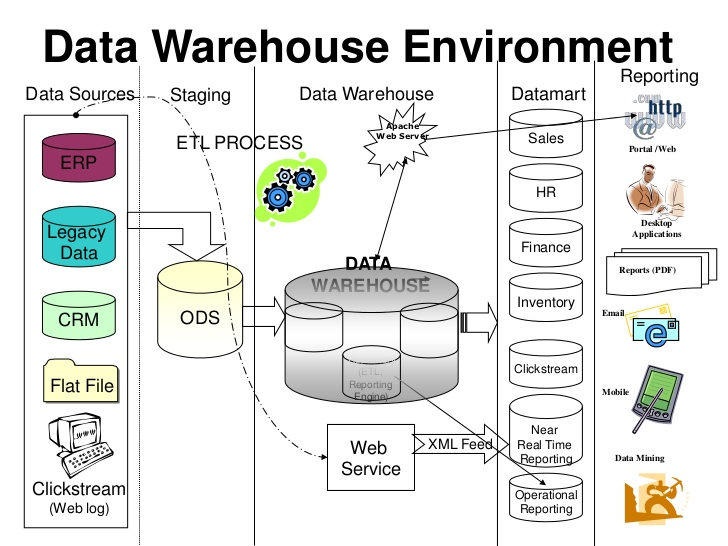 Data Warehouse Environment
Data Sources
Staging
Data Warehouse
Datamart
Reporting
ERP
Legacy
Data
CRM
Flat File
Clickstream
(Web log)
ETL PROCESS
ODS
Apache
Web Server
DATA
WAREHOUSE
(ETL,
Reporting
Engine)
Web
Service
XML Feed
Sales
HR
Finance
Inventory
Clickstream
Near
Real Time
Reporting
Operational
Reporting
.com
http
www
@
Portal /Web
Desktop
Applications
Reports (PDF)
Email
e
Mobile
Data Mining